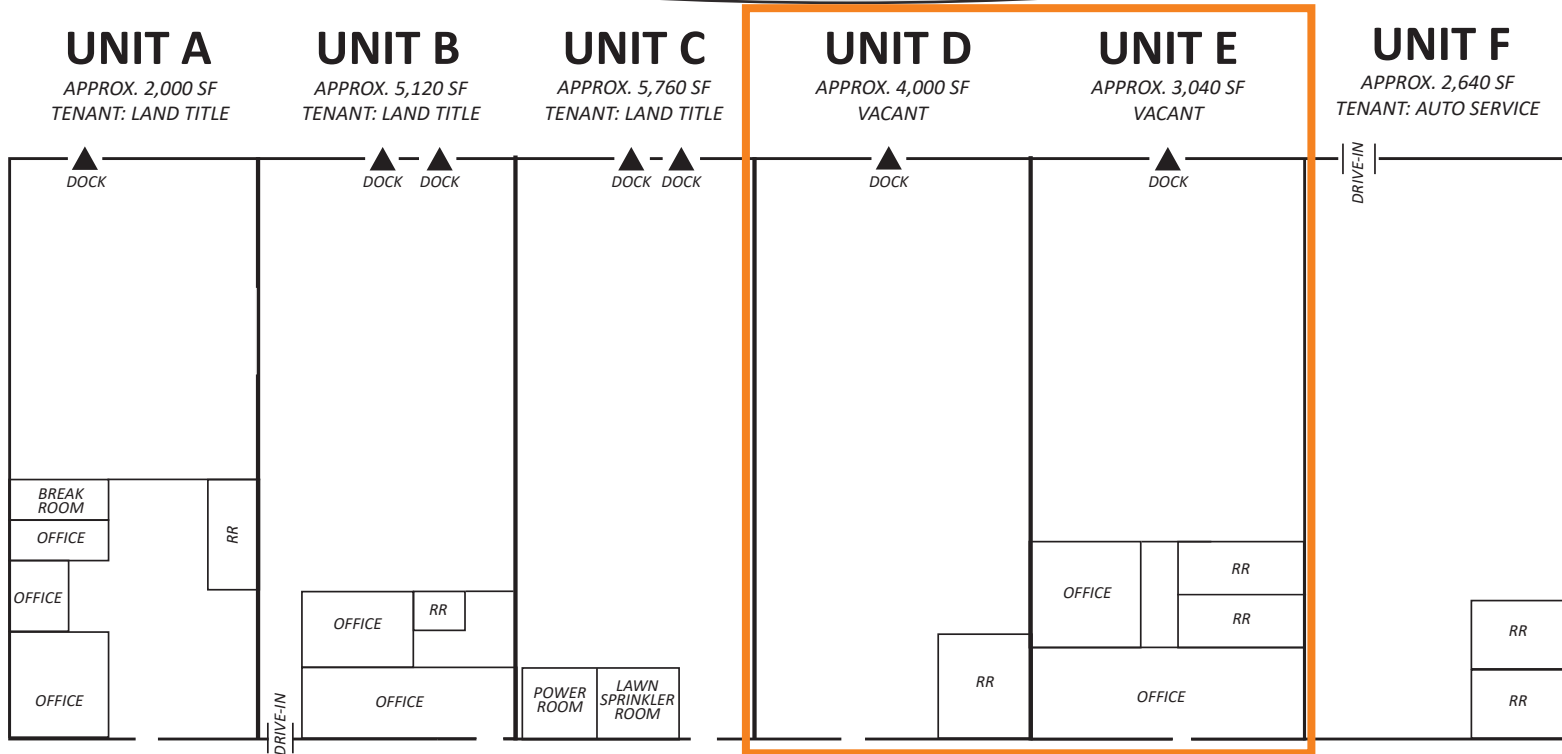 UNIT A
APPROX. 2,000 SF
TENANT: LAND TITLE
UNIT B
APPROX. 5,120 SF
TENANT: LAND TITLE
UNIT C
APPROX. 5,760 SF
TENANT: LAND TITLE
UNIT D
APPROX. 4,000 SF
VACANT
UNIT E
APPROX. 3,040 SF
VACANT
UNIT F
APPROX. 2,640 SF
TENANT: AUTO SERVICE
DOCK
DOCK
DOCK
DOCK
DOCK
DOCK
DOCK
DRIVE-IN
BREAK
ROOM
OFFICE
RR
OFFICE
OFFICE
DRIVE-IN
OFFICE
RR
OFFICE
POWER
ROOM
LAWN
SPRINKLER
ROOM
RR
OFFICE
RR
RR
OFFICE
RR
RR